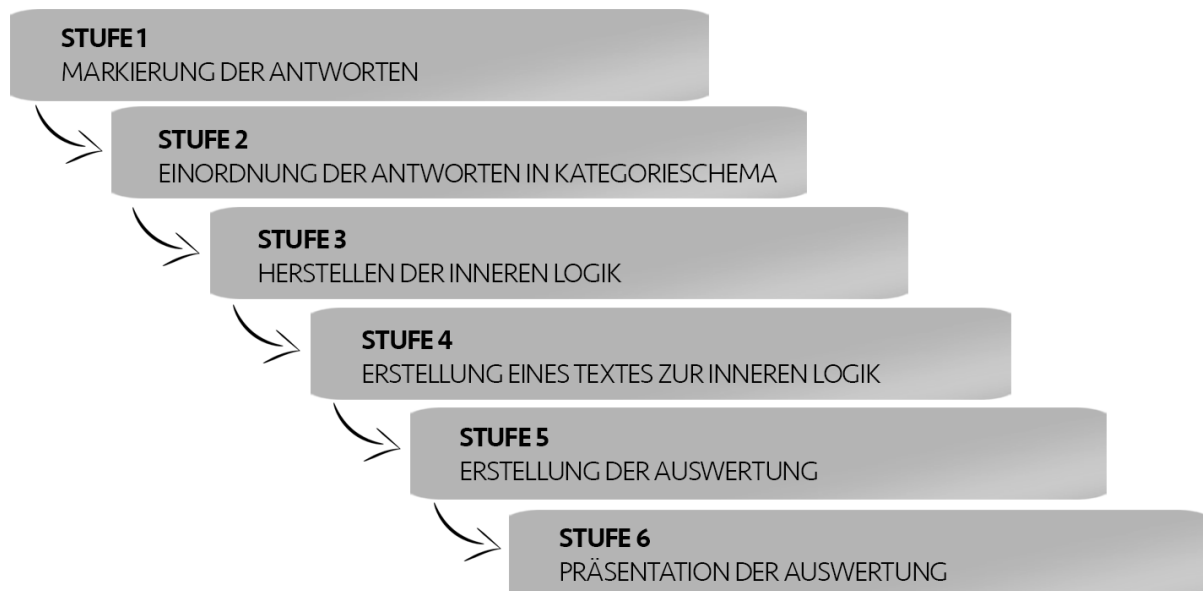 STUFE 1
MARKIERUNG DER ANTWORTEN
STUFE 2
EINORDNUNG DER ANTWORTEN IN KATEGORIESCHEMA
STUFE 3
HERSTELLEN DER INNEREN LOGIK
STUFE 4
ERSTELLUNG EINES TEXTES ZUR INNEREN LOGIK
STUFE 5
ERSTELLUNG DER AUSWERTUNG
STUFE 6
PRÄSENTATION DER AUSWERTUNG